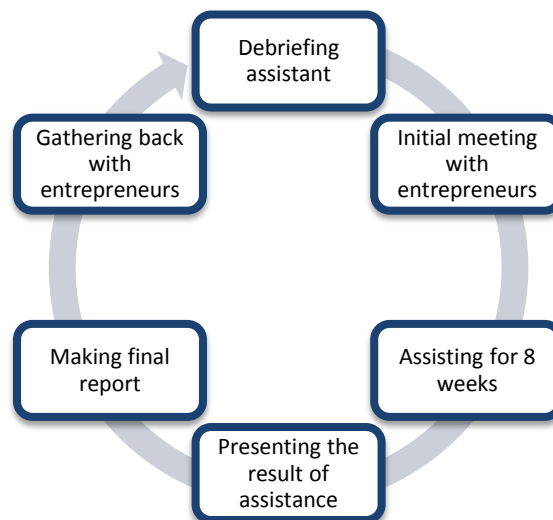 Debriefing
assistant
Initial meeting
with
entrepreneurs
Assisting for 8
weeks
Presenting the
result of
assistance
Making final
report
Gathering back
with
entrepreneurs